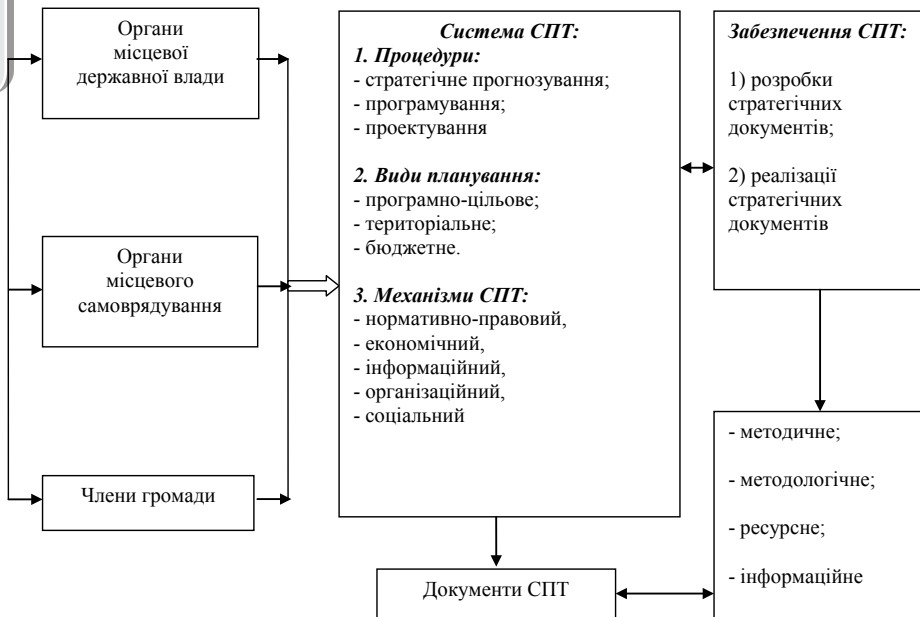 Органи
місцевої
державної влади
Органи
місцевого
самоврядування
Члени громади
Система СПТ:
1. Процедури:
- стратегічне прогнозування;
- програмування;
- проектування
2. Види планування:
- програмно-цільове;
- територіальне;
- бюджетне.
3. Механізми СПТ:
- нормативно-правовий,
- економічний,
- інформаційний,
- організаційний,
- соціальний
Забезпечення СПТ:
1) розробки
стратегічних
документів;
2) реалізації
стратегічних
документів
- методичне;
- методологічне;
- ресурсне;
- інформаційне
Документи СПТ